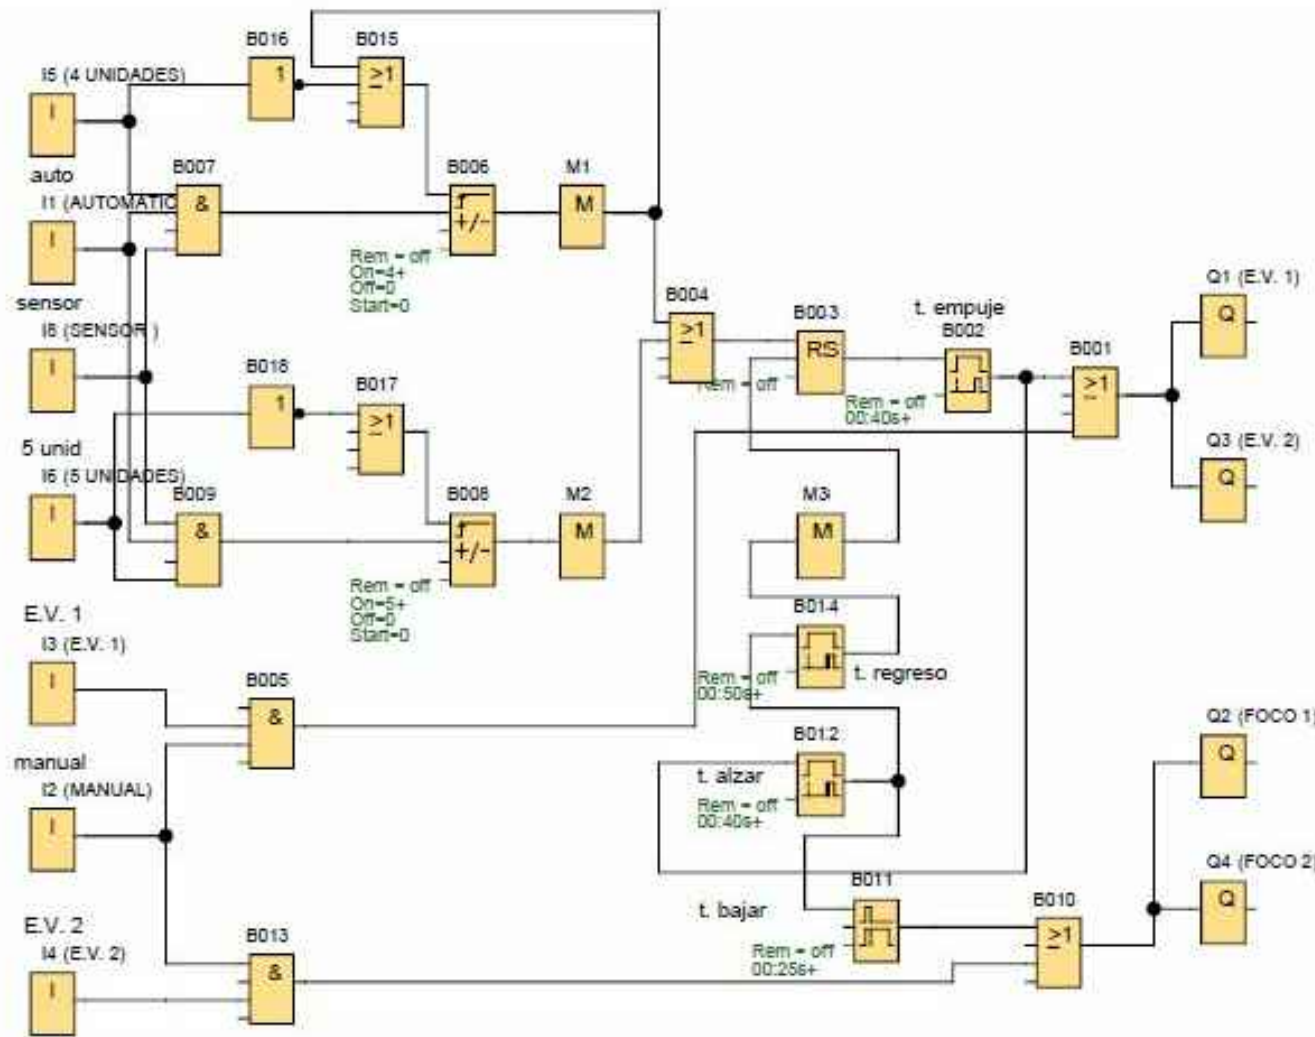 B016
B015
I5 (4 UNIDADES)
1
≥1
I
auto
B007
B006
M1
I1 (AUTOMATIC
&
+/-
M
I
Rem = off
On=4+
Off=0
Start=0
sensor
B004
t. empuje
Q1 (E.V. 1)
I8 (SENSOR )
≥1
B003
B002
Q
I
B018
RS
B001
B017
Rem = off
Rem = off
00:40s+
≥1
1
≥1
5 unid
Q3 (E.V. 2)
I6 (5 UNIDADES)
B009
B008
M2
M3
Q
I
&
+/-
M
M
Rem = off
On=5+
Off=0
Start=0
E.V. 1
B014
I3 (E.V. 1)
I
B005
Rem = off
00:50s+
t. regreso
&
Q2 (FOCO 1)
manual
B012
Q
I2 (MANUAL)
t. alzar
I
Rem = off
00:40s+
B011
Q4 (FOCO 2)
t. bajar
B010
Q
E.V. 2
B013
≥1
I4 (E.V. 2)
&
Rem = off
00:25s+
I